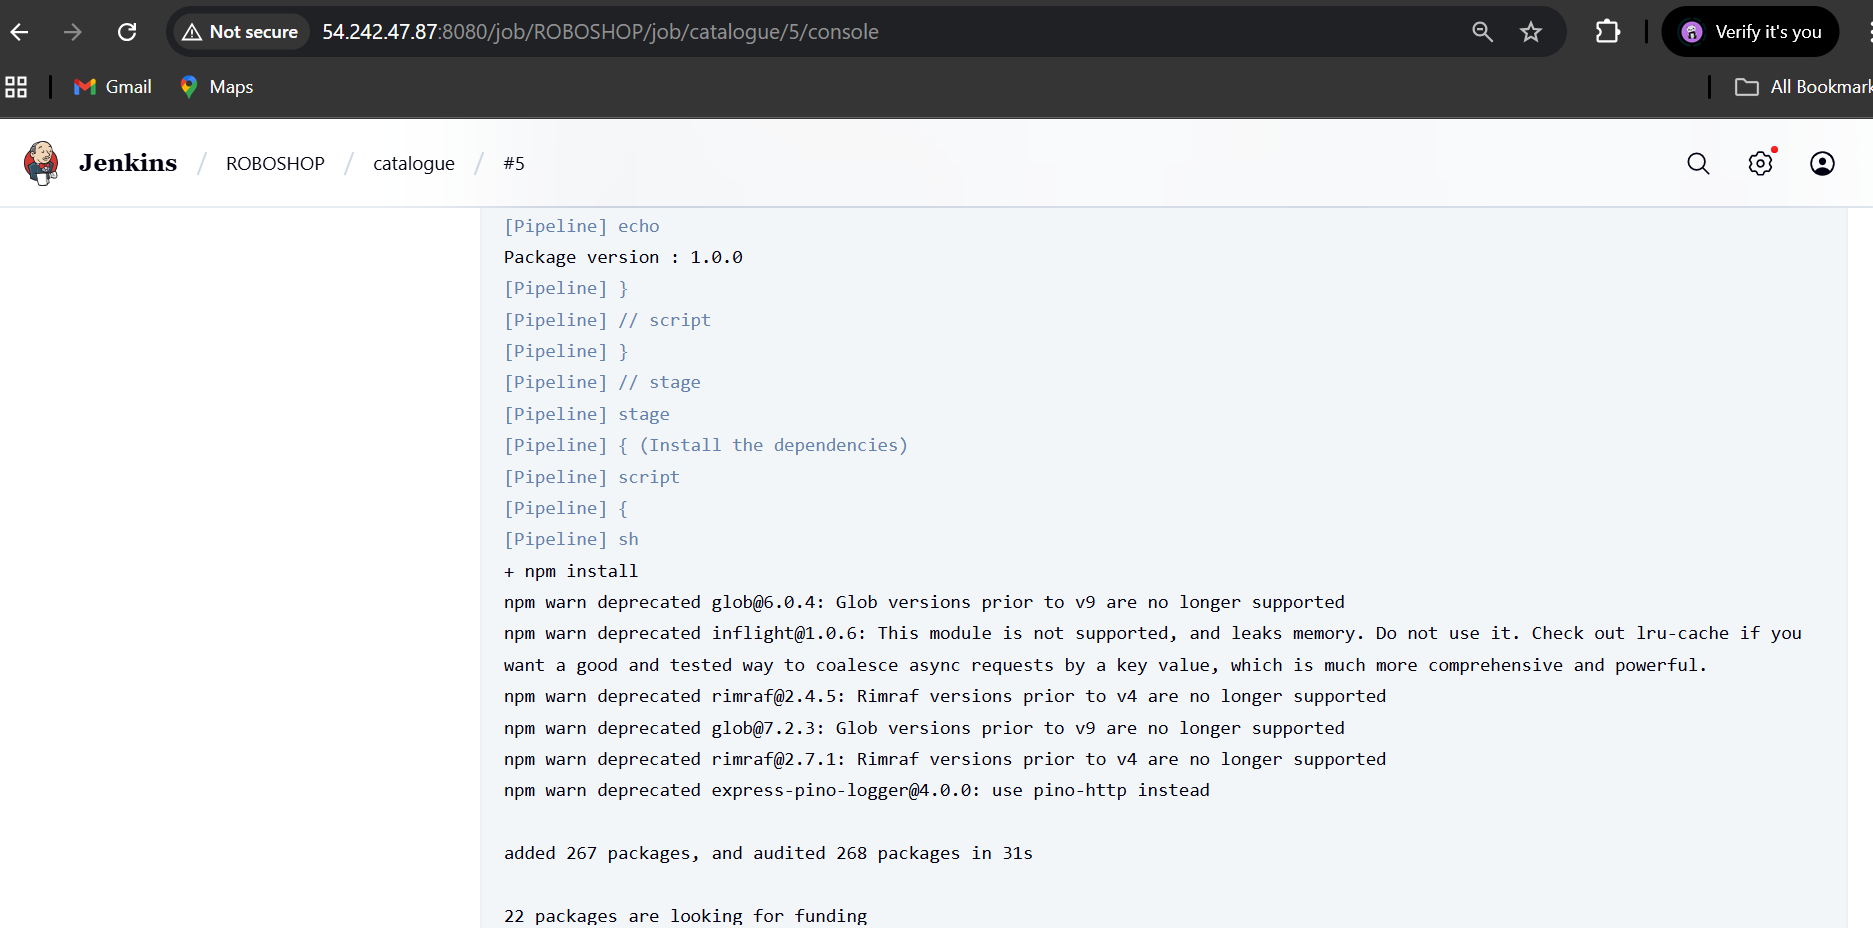 Not secure 54.242.47.87:8080/job/ROBOSHOP/job/catalogue/5/console Verify it's you
Gmail Maps All Bookmark
Jenkins / ROBOSHOP / catalogue / #5
[Pipeline] echo
Package version : 1.0.0
[Pipeline] }
[Pipeline] // script
[Pipeline] }
[Pipeline] // stage
[Pipeline] stage
[Pipeline] { (Install the dependencies)
[Pipeline] script
[Pipeline] {
[Pipeline] sh
+ npm install
npm warn deprecated glob@6.0.4: Glob versions prior to v9 are no longer supported
npm warn deprecated inflight@1.0.6: This module is not supported, and leaks memory. Do not use it. Check out lru-cache if you
want a good and tested way to coalesce async requests by a key value, which is much more comprehensive and powerful.
npm warn deprecated rimraf@2.4.5: Rimraf versions prior to v4 are no longer supported
npm warn deprecated glob@7.2.3: Glob versions prior to v9 are no longer supported
npm warn deprecated rimraf@2.7.1: Rimraf versions prior to v4 are no longer supported
npm warn deprecated express-pino-logger@4.0.0: use pino-http instead
added 267 packages, and audited 268 packages in 31s
22 packages are looking for funding